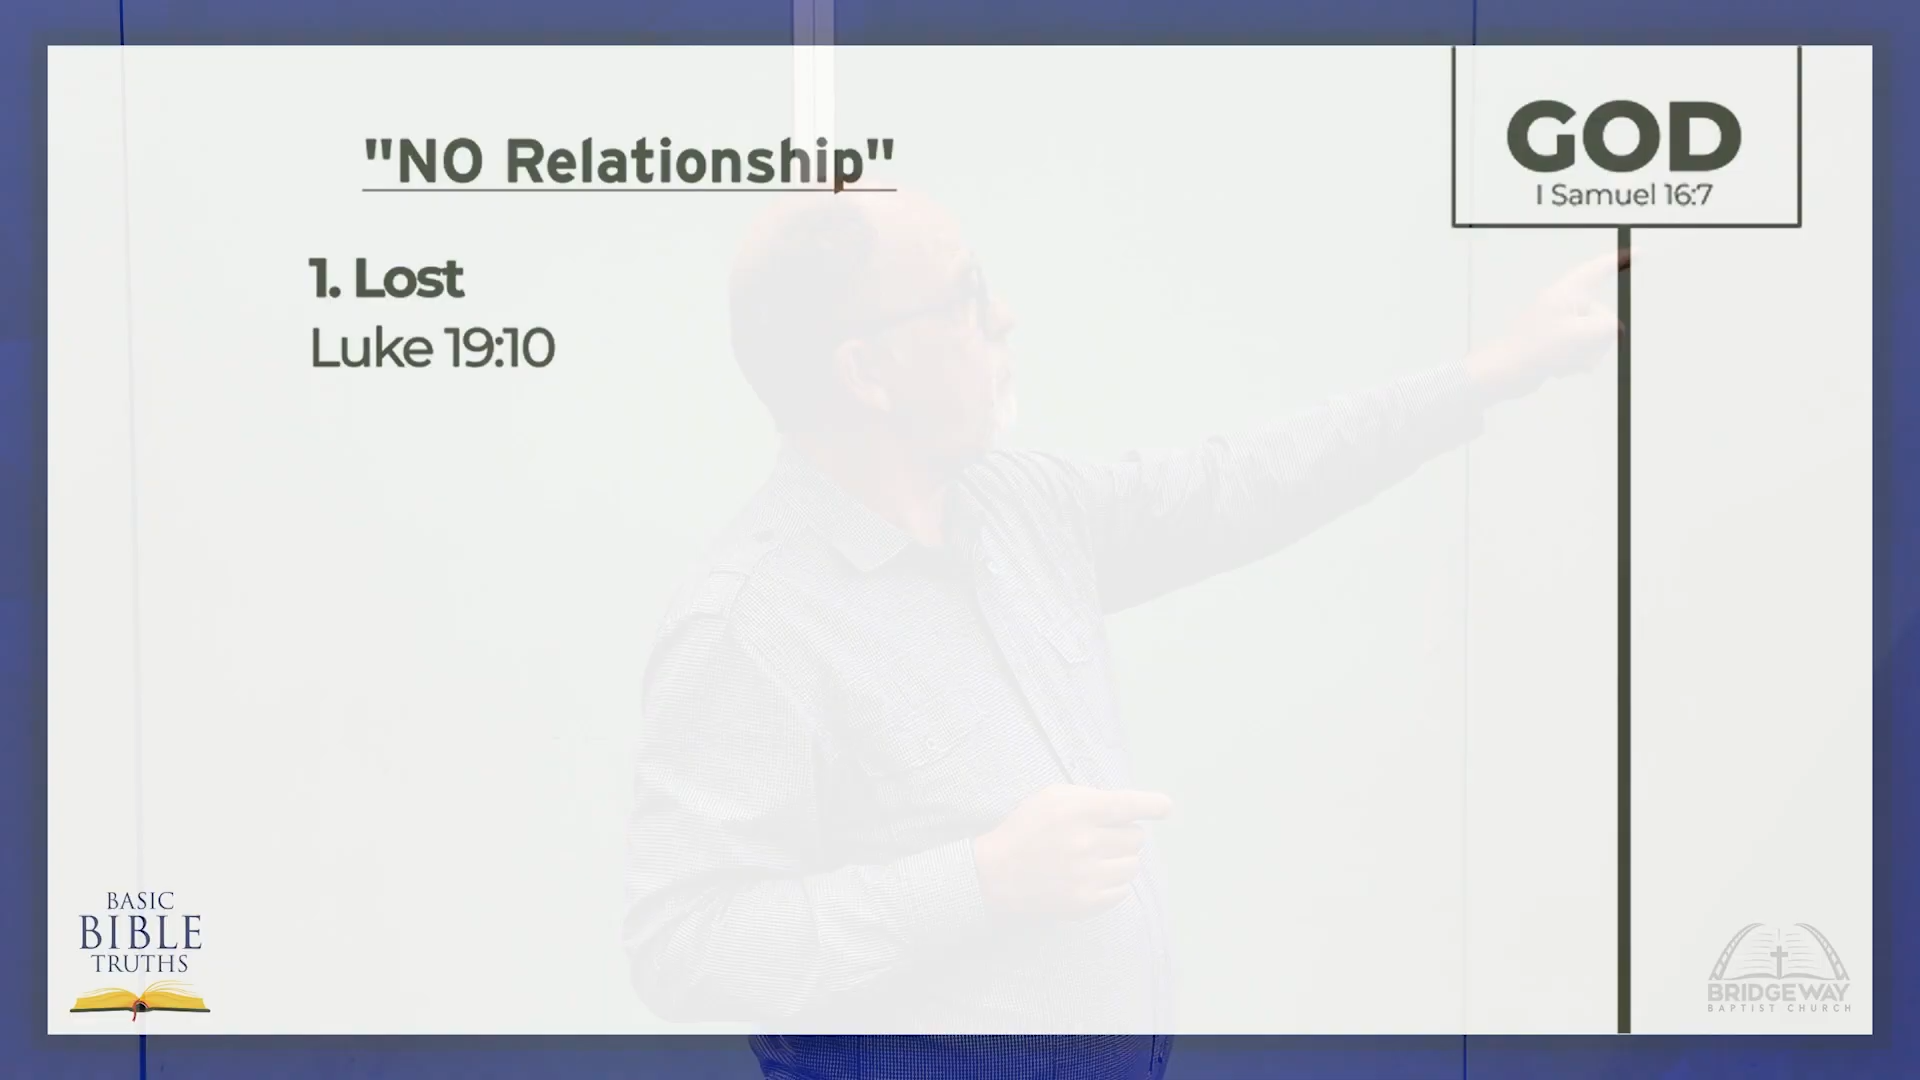 "NO Relationship"
1. Lost
Luke 19:10
GOD
I Samuel 16:7
BASIC
BIBLE
TRUTHS
BRIDGEWAY
BAPTIST CHURCH